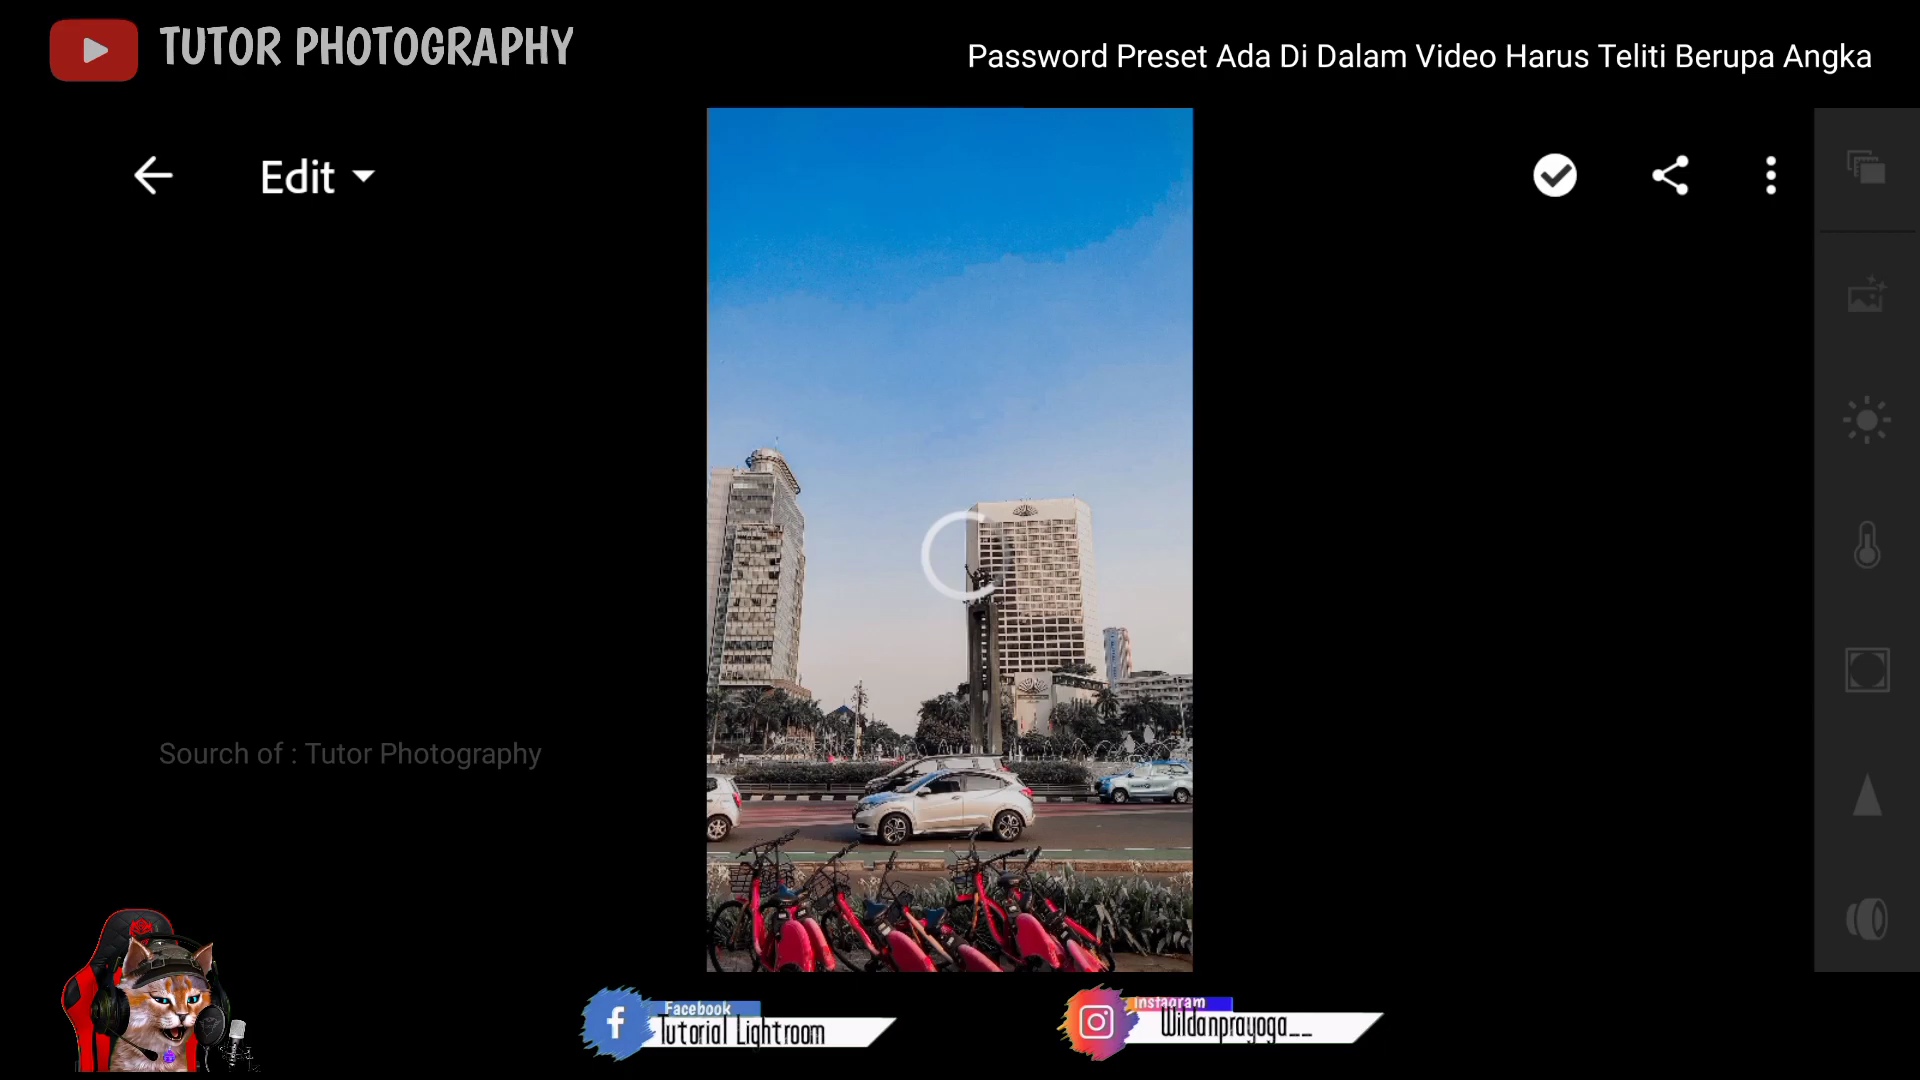 TUTOR PHOTOGRAPHY
Password Preset Ada Di Dalam Video Harus Teliti Berupa Angka
Edit
Sourch of : Tutor Photography
Facebook
Tutorial Lightroom
Instagram
Wildanprayoga__